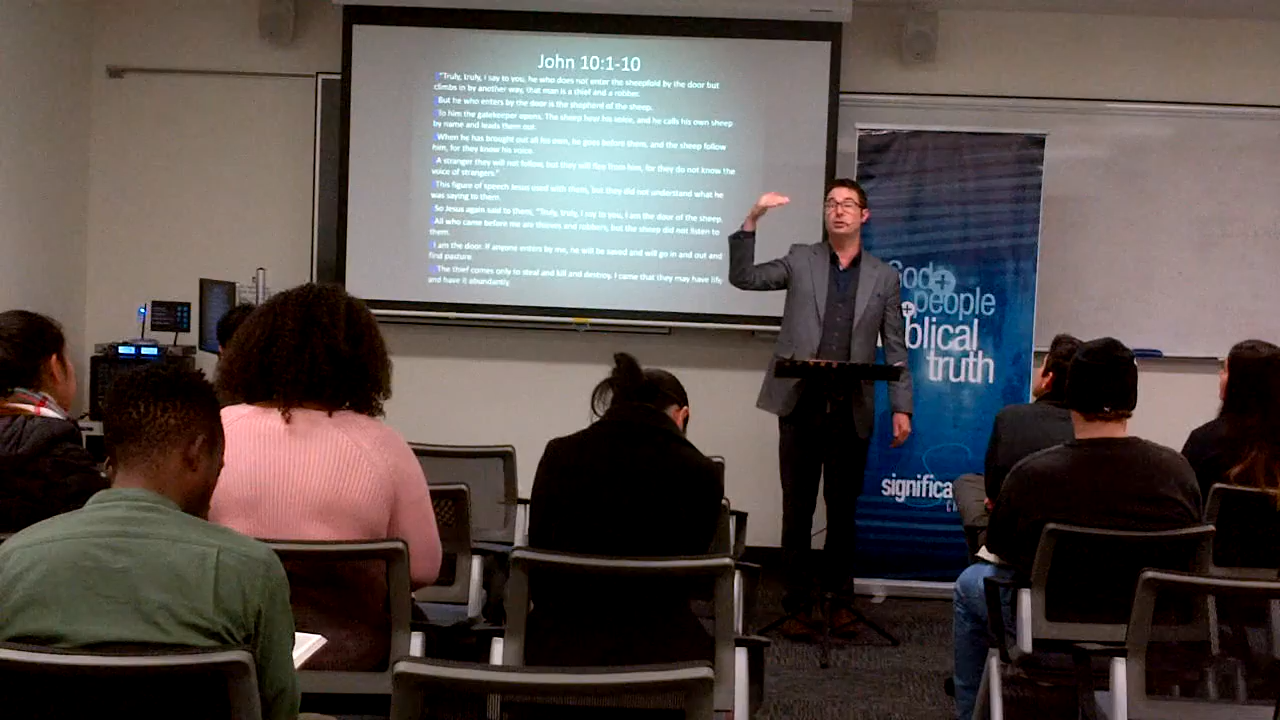 John 10:1-10
"Truly, truly, I say to you, he who does not enter the sheepfold by the door but
climbs in by another way, that man is a thief and a robber.
But he who enters by the door is the shepherd of the sheep.
To him the gatekeeper opens. The sheep hear his voice, and he calls his own sheep
by name and leads them out.
When he has brought out all his own, he goes before them, and the sheep follow
him, for they know his voice.
A stranger they will not follow, but they will flee from him, for they do not know the
voice of strangers."
This figure of speech Jesus used with them, but they did not understand what he
was saying to them.
So Jesus again said to them, "Truly, truly, I say to you, I am the door of the sheep.
All who came before me are thieves and robbers, but the sheep did not listen to
them.
I am the door. If anyone enters by me, he will be saved and will go in and out and
find pasture.
The thief comes only to steal and kill and destroy. I came that they may have life
and have it abundantly.
God+
people
+
blical
truth
significa